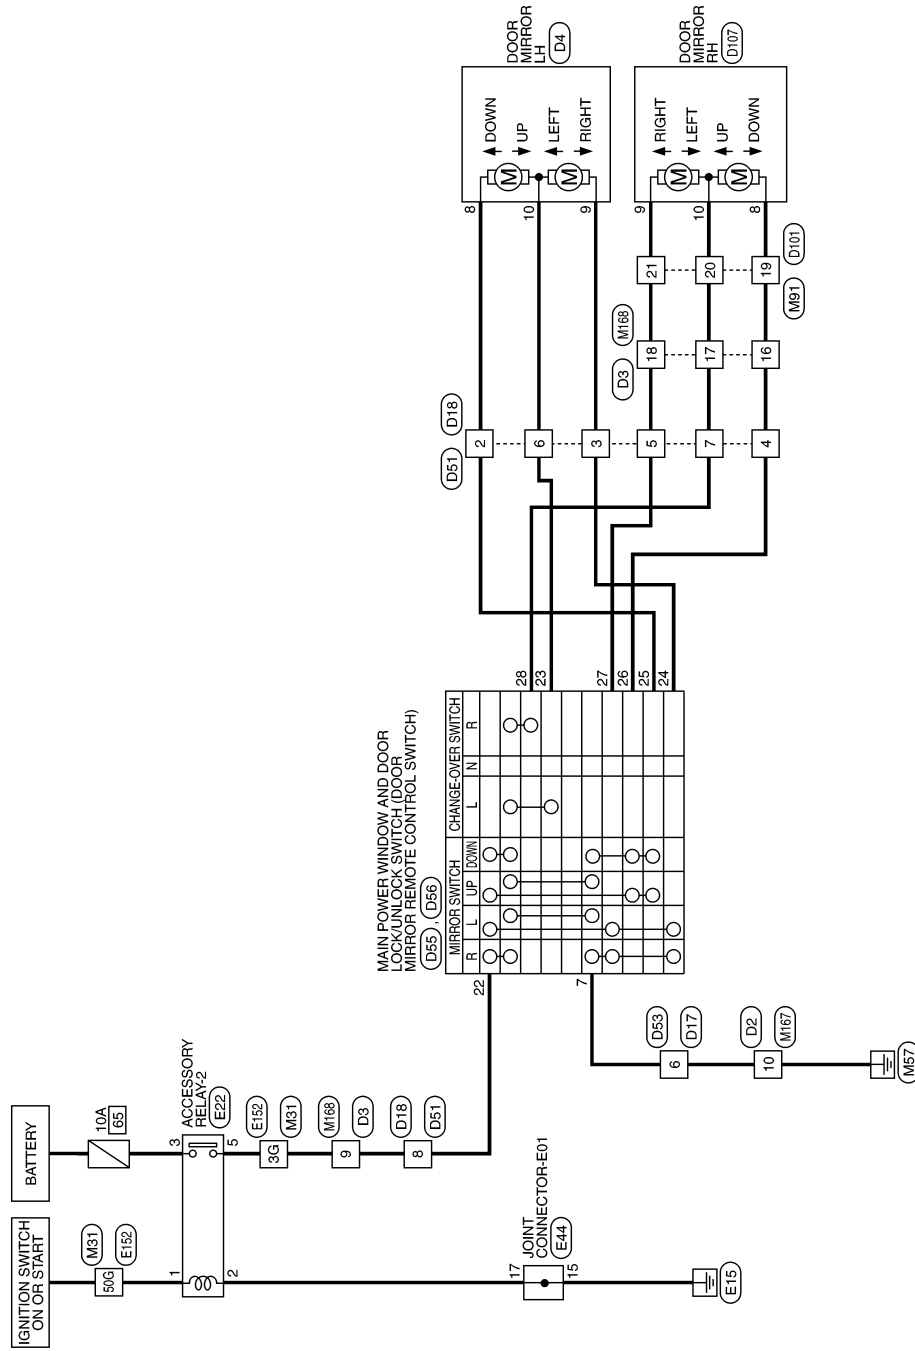 IGNITION SWITCH
ON OR START
BATTERY
M31
E152
50G
10A
65
1
3
ACCESSORY
RELAY-2
E22
2
5
E152
3G
M31
M168
9
D3
D18
8
D51
17
JOINT
CONNECTOR-E01
E44
15
E15
MAIN POWER WINDOW AND DOOR
LOCK/UNLOCK SWITCH (DOOR
MIRROR REMOTE CONTROL SWITCH)
D55 , D56
MIRROR SWITCH
CHANGE-OVER SWITCH
R
L
UP
DOWN
L
N
R
22
7
28
23
27
26
25
24
D53
6
D17
D2
10
M167
M57
D51
D18
2
6
3
5
7
4
D3
M168
18
17
16
M91
D101
21
20
19
8
10
9
DOWN
UP
LEFT
RIGHT
M
M
DOOR
MIRROR
LH
D4
9
10
8
RIGHT
LEFT
UP
DOWN
M
M
DOOR
MIRROR
RH
D107